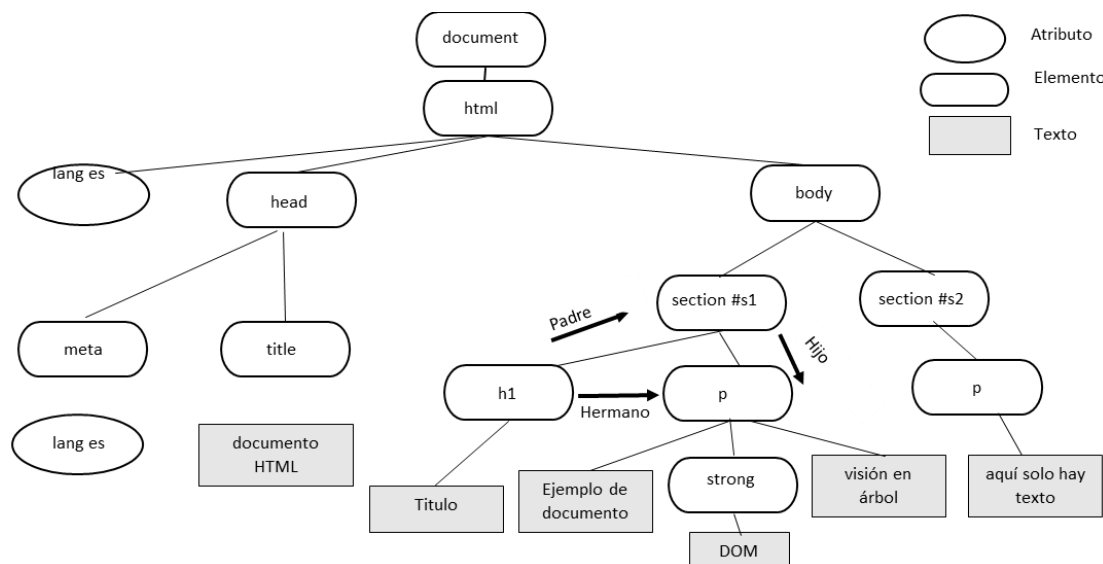 document
Atributo
Elemento
html
Texto
lang es
head
body
section #s1
section #s2
Padre
Hijo
meta
title
h1
p
p
Hermano
lang es
documento
HTML
Titulo
Ejemplo de
documento
strong
visión en
árbol
aquí solo hay
texto
DOM